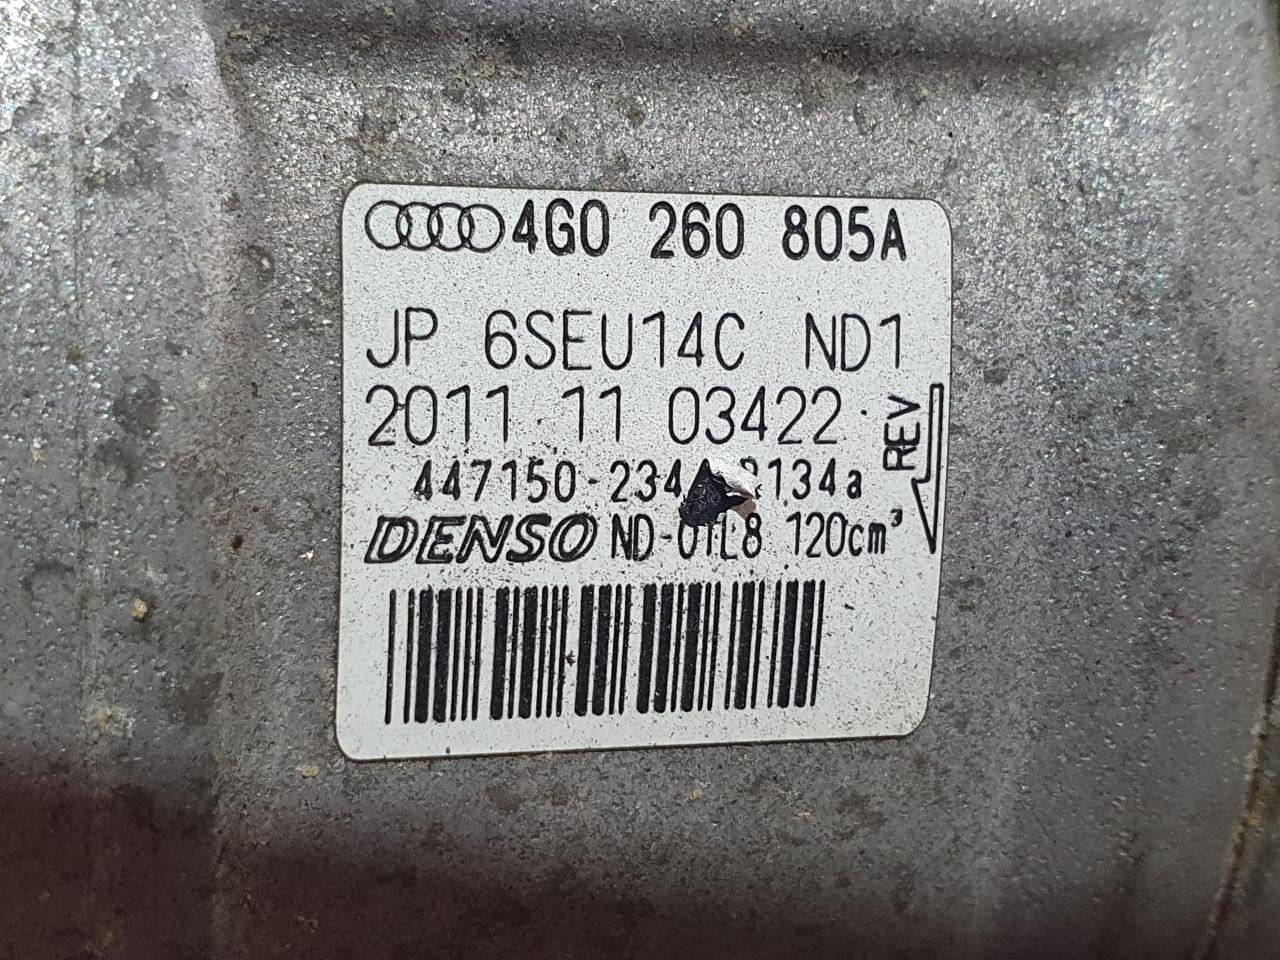 4G0 260 805A
JP 6SEU14C ND1
2011 11 03422
REV
DENSO ND-OIL8 120cm³